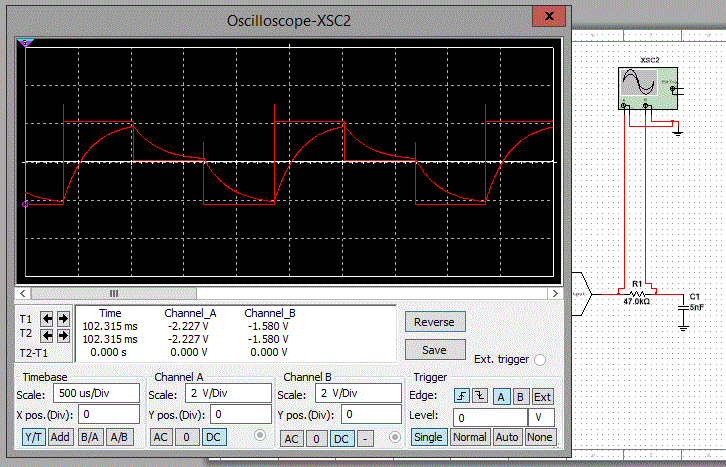 Oscilloscope-XSC2
x
XSC2
Ext Trig
A B
T1
T2
T2-T1
Time Channel_A Channel_B
102.315 ms -2.227 V -1.580 V
102.315 ms -2.227 V -1.580 V
0.000 s 0.000 V 0.000 V
Reverse
Save
Ext. trigger
R1
47.0kΩ
C1
5nF
Timebase
Scale: 500 us/Div
X pos.(Div): 0
Y/T Add B/A A/B
Channel A
Scale: 2 V/Div
Y pos.(Div): 0
AC 0 DC
Channel B
Scale: 2 V/Div
Y pos.(Div): 0
AC 0 DC -
Trigger
Edge: A B Ext
Level: 0 V
Single Normal Auto None